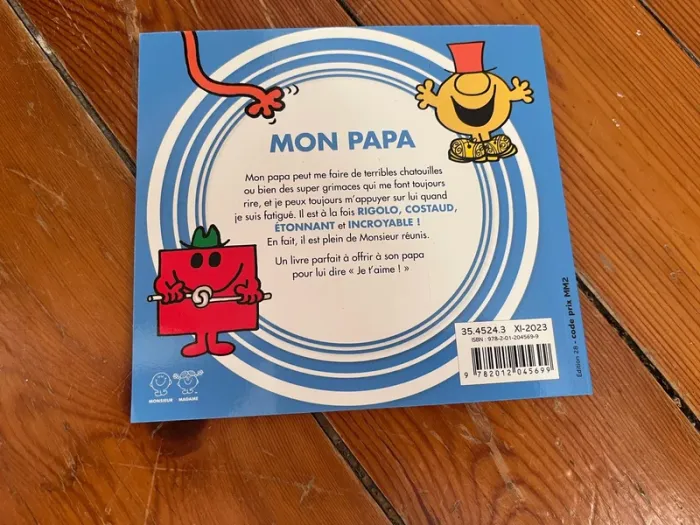 MON PAPA
Mon papa peut me faire de terribles chatouilles
ou bien des super grimaces qui me font toujours
rire, et je peux toujours m'appuyer sur lui quand
je suis fatigué. Il est à la fois RIGOLO, COSTAUD,
ÉTONNANT et INCROYABLE !
En fait, il est plein de Monsieur réunis.
Un livre parfait à offrir à son papa
pour lui dire « Je t'aime ! »
35.4524.3 XI-2023
ISBN : 978-2-01-204569-9
9 782012 045699
Édition 28 - code prix MM2
MONSIEUR MADAME